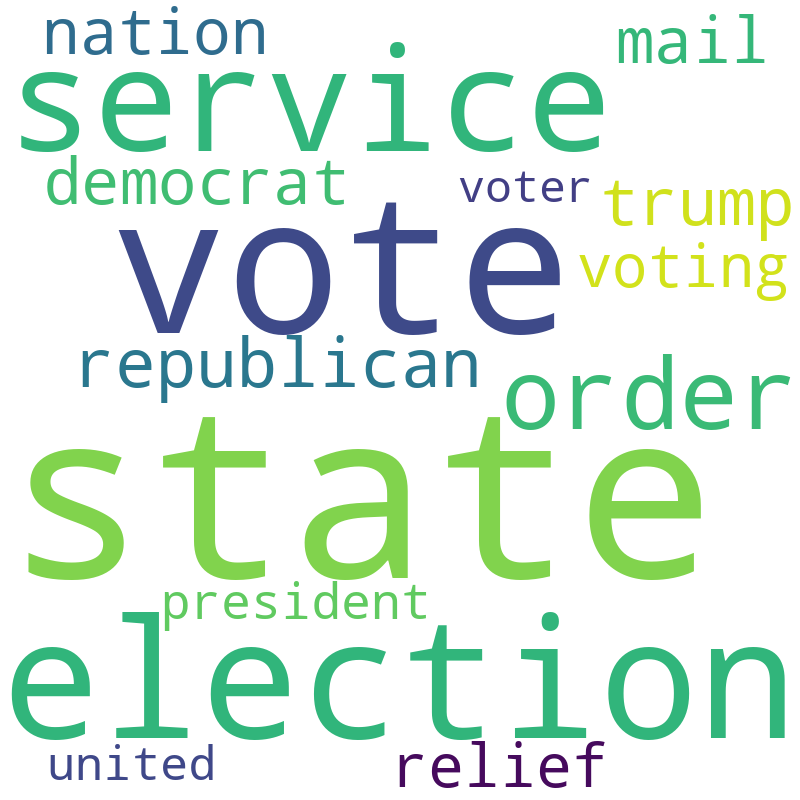 nation
mail
service
democrat
voter
trump
vote
voting
republican
order
state
president
election
united
relief